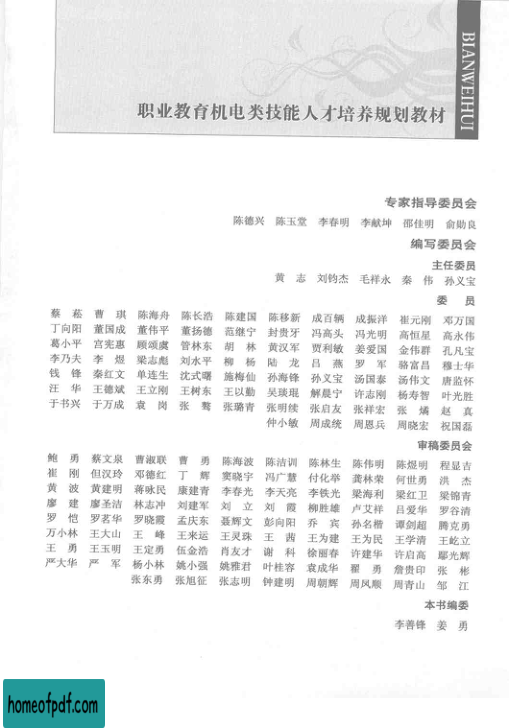 BIANWEIHUI
职业教育机电类技能人才培养规划教材
专家指导委员会
陈德兴 陈玉堂 李春明 李献坤 邵佳明 俞勋良
编写委员会
主任委员
黄 志 刘钧杰 毛祥永 秦 伟 孙义宝
委 员
蔡 崧 曹 琪 陈海舟 陈长浩 陈建国 陈移新 成百辆 成振洋 崔元刚 邓万国
丁向阳 董国成 董伟平 董扬德 范继宁 封贵牙 冯高头 冯光明 高恒星 高永伟
葛小平 宫宪惠 顾颂虞 管林东 胡 林 黄汉军 贾利敏 姜爱国 金伟群 孔凡宝
李乃夫 李 煜 梁志彪 刘水平 柳 杨 陆 龙 吕 燕 罗 军 骆富昌 穆士华
钱 锋 秦红文 单连生 沈式曙 施梅仙 孙海锋 孙义宝 汤国泰 汤伟文 唐监怀
汪 华 王德斌 王立刚 王树东 王以勤 吴琰琨 解晨宁 许志刚 杨寿智 叶光胜
于书兴 于万成 袁 岗 张 骜 张璐青 张明续 张启友 张祥宏 张 燏 赵 真
仲小敏 周成统 周恩兵 周晓宏 祝国磊
审稿委员会
鲍 勇 蔡文泉 曹淑联 曹 勇 陈海波 陈洁训 陈林生 陈伟明 陈煜明 程显吉
崔 刚 但汉玲 邓德红 丁 辉 窦晓宇 冯广慧 付化举 龚林荣 何世勇 洪 杰
黄 波 黄建明 蒋咏民 康建青 李春光 李天亮 李铁光 梁海利 梁红卫 梁锦青
廖 建 廖圣洁 林志冲 刘建军 刘 立 刘 霞 柳胜雄 卢艾祥 吕爱华 罗谷清
罗 恺 罗茗华 罗晓霞 孟庆东 聂辉文 彭向阳 乔 宾 孙名楷 谭剑超 腾克勇
万小林 王大山 王 峰 王来运 王灵珠 王 茜 王为建 王为民 王学清 王屹立
王 勇 王玉明 王定勇 伍金浩 肖友才 谢 科 徐丽春 许建华 许启高 鄢光辉
严大华 严 军 杨小林 姚小强 姚雅君 叶桂容 袁成华 翟 勇 詹贵印 张 彬
张东勇 张旭征 张志明 钟建明 周朝辉 周凤顺 周青山 邹 江
本书编委
李善锋 姜 勇
homeofpdf.com